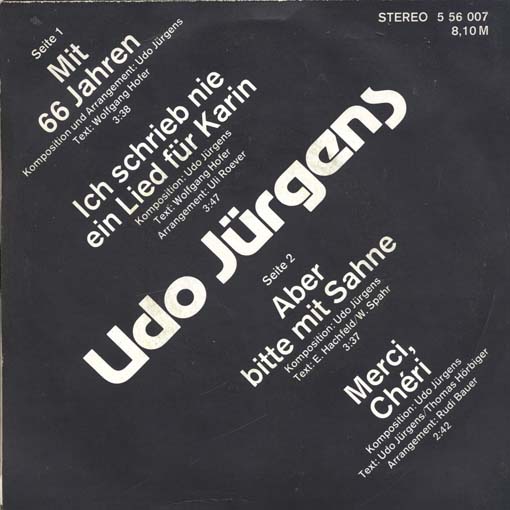 STEREO 5 56 007
8,10 M
Seite 1
Mit
66 Jahren
Komposition und Arrangement: Udo Jürgens
Text: Wolfgang Hofer
3:38
Ich schrieb nie
ein Lied für Karin
Komposition: Udo Jürgens
Text: Wolfgang Hofer
Arrangement: Uli Roever
3:47
Udo Jürgens
Seite 2
Aber
bitte mit Sahne
Komposition: Udo Jürgens
Text: E. Hachfeld/W. Spahr
3:37
Merci,
Chéri
Komposition: Udo Jürgens
Text: Udo Jürgens/Thomas Hörbiger
Arrangement: Rudi Bauer
2:42